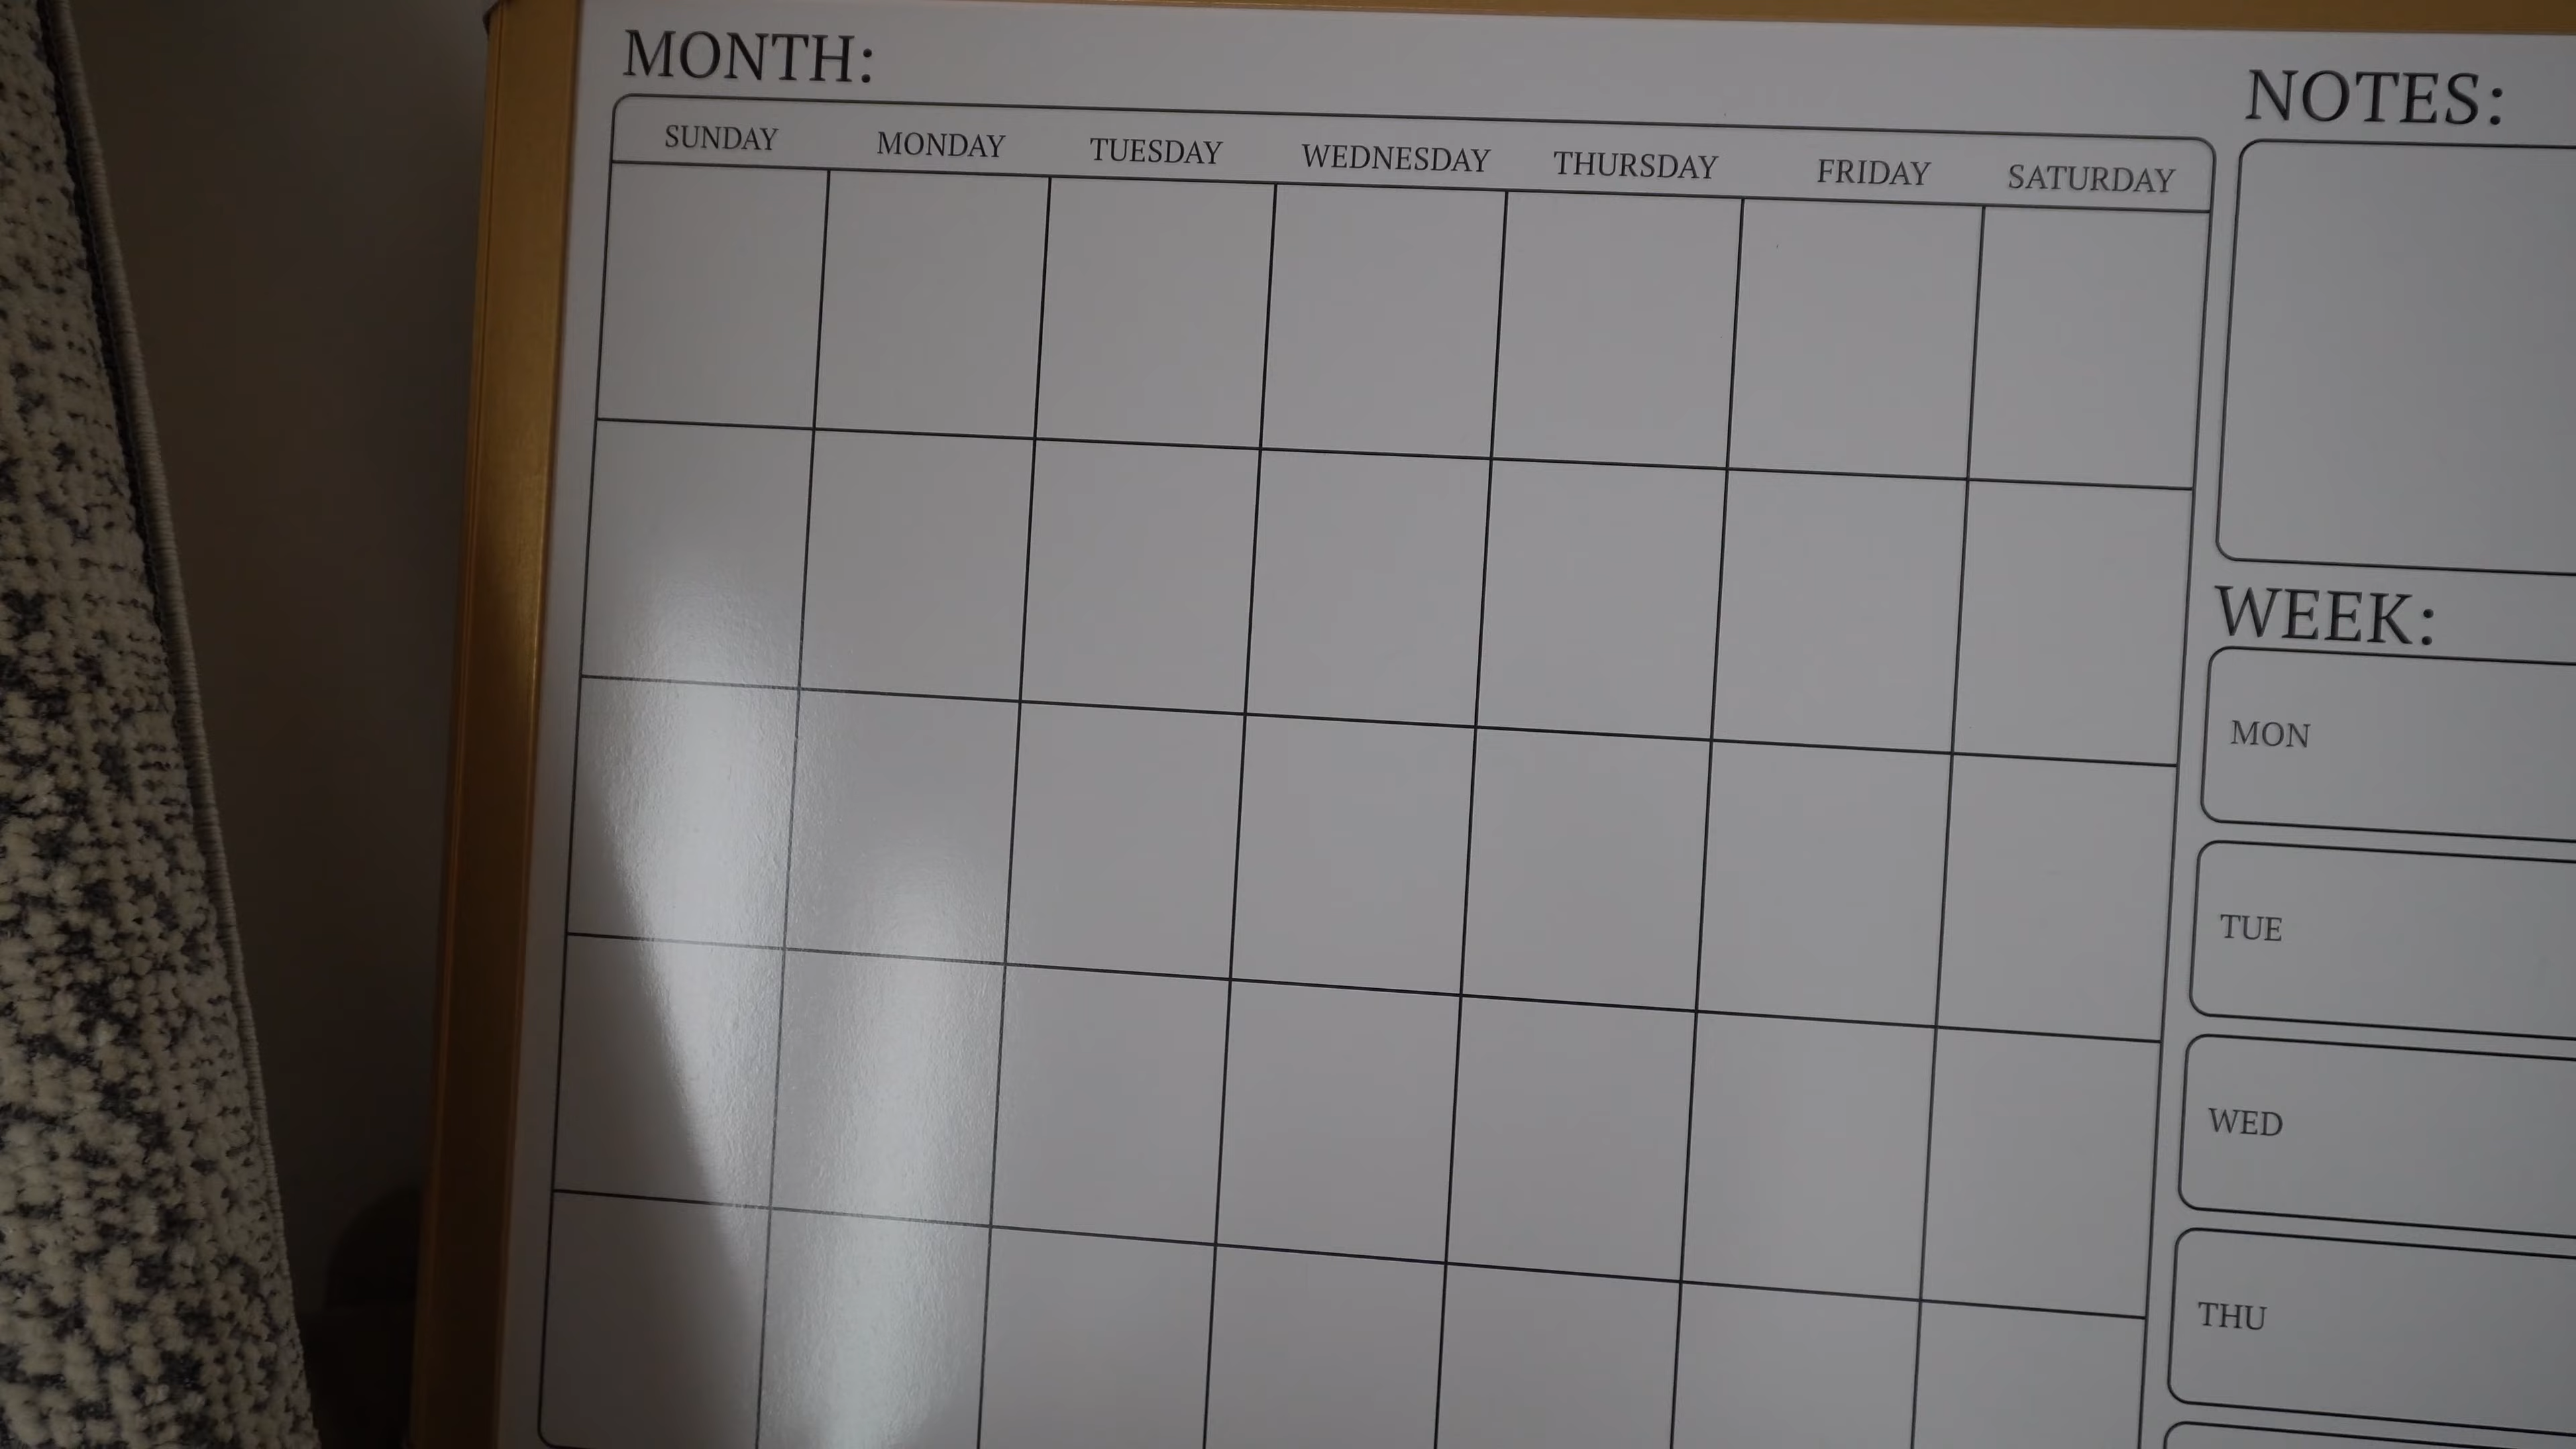 MONTH:
SUNDAY MONDAY TUESDAY WEDNESDAY THURSDAY FRIDAY SATURDAY
NOTES:
WEEK:
MON
TUE
WED
THU